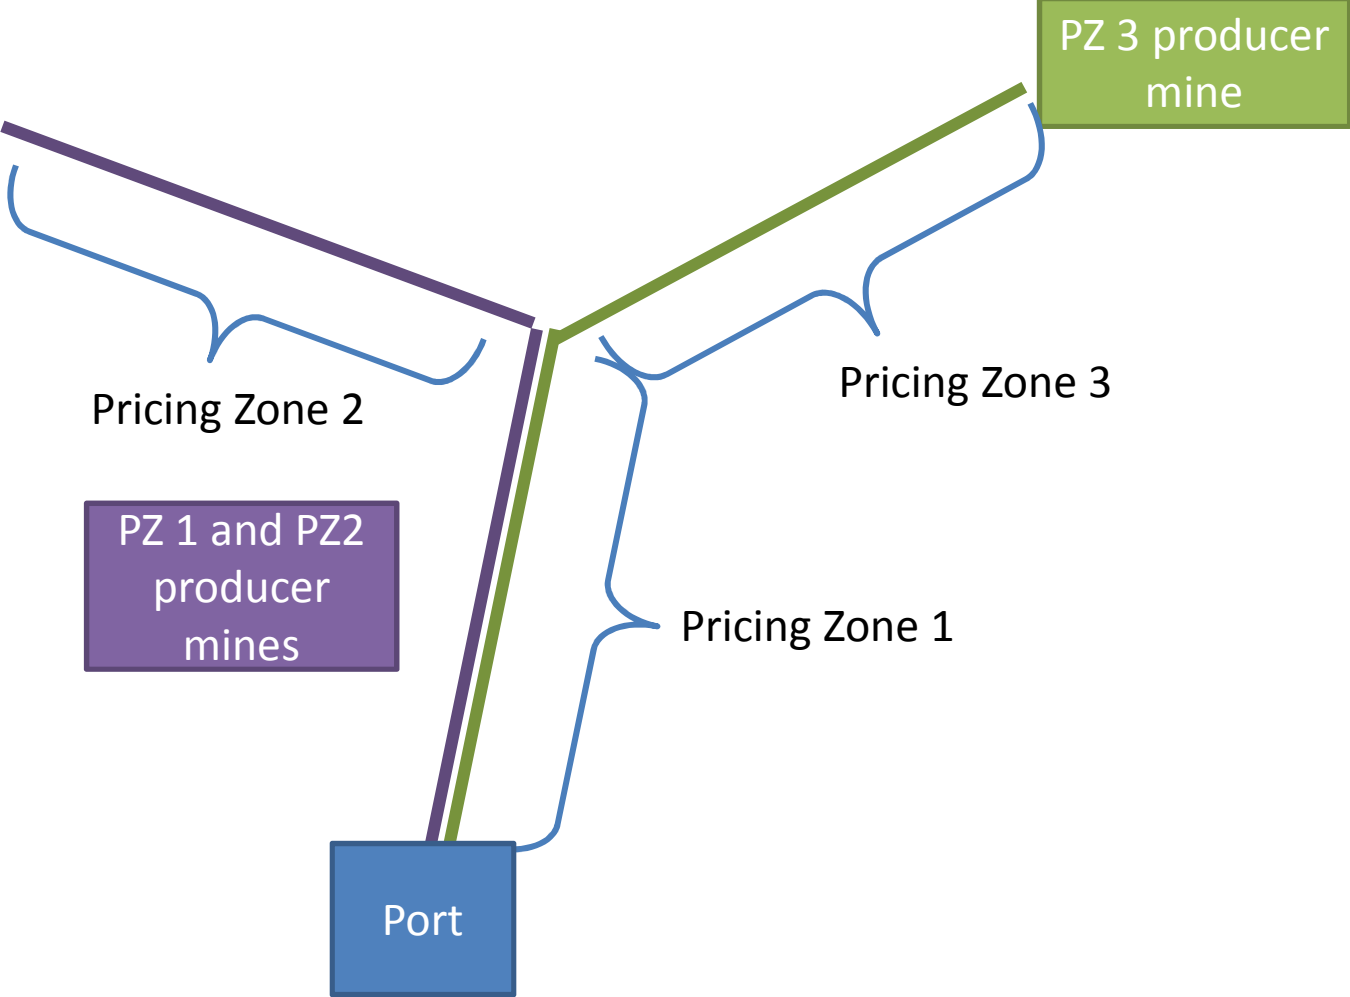 PZ 3 producer
mine
Pricing Zone 3
Pricing Zone 2
PZ 1 and PZ2
producer
mines
Pricing Zone 1
Port